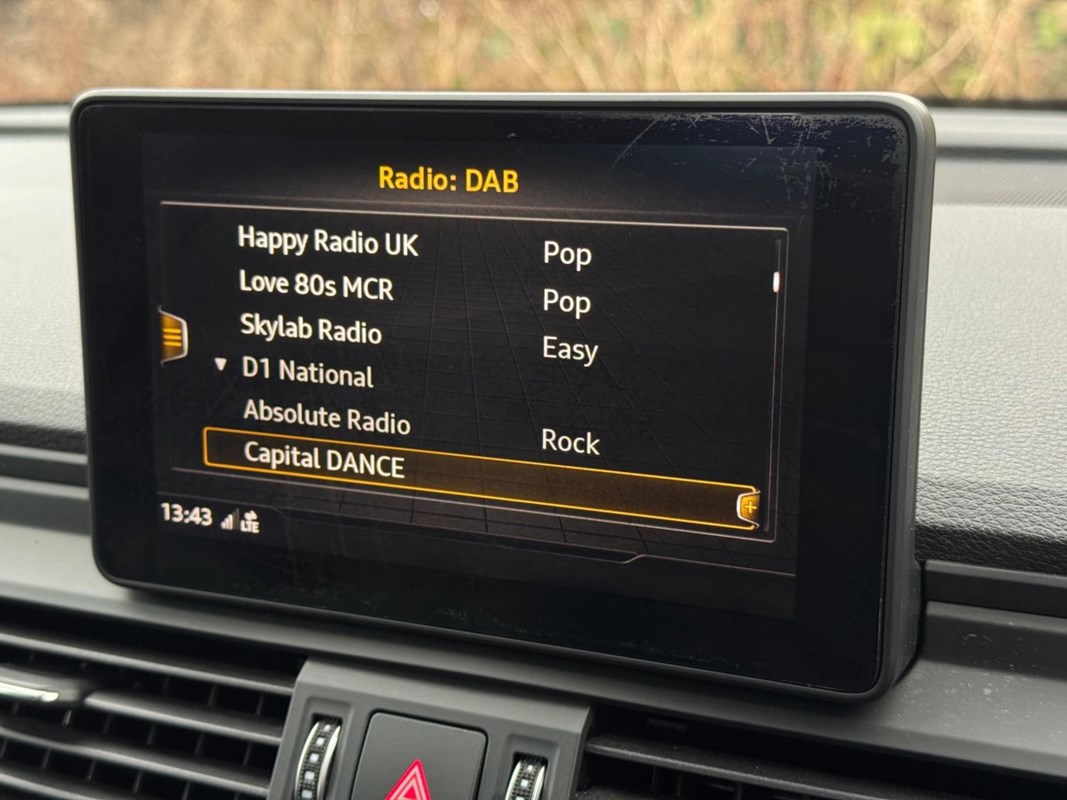 Radio: DAB
Happy Radio UK Pop
Love 80s MCR Pop
Skylab Radio Easy
D1 National
Absolute Radio Rock
Capital DANCE
13:43 LTE